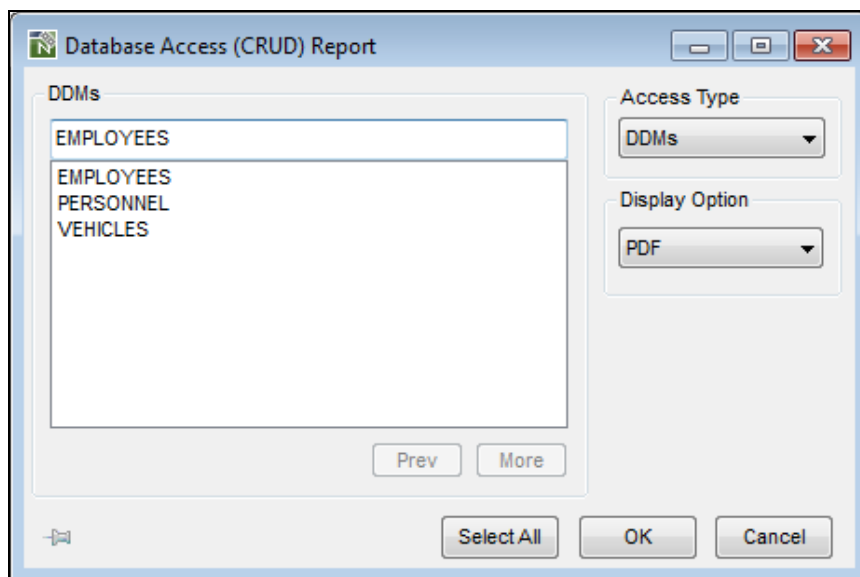 Database Access (CRUD) Report
DDMs
EMPLOYEES
EMPLOYEES
PERSONNEL
VEHICLES
Prev
More
Access Type
DDMs
Display Option
PDF
Select All
OK
Cancel